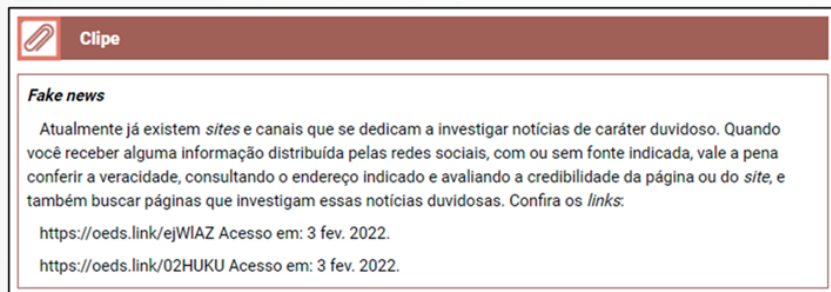 Clipe
Fake news
Atualmente já existem sites e canais que se dedicam a investigar notícias de caráter duvidoso. Quando
você receber alguma informação distribuída pelas redes sociais, com ou sem fonte indicada, vale a pena
conferir a veracidade, consultando o endereço indicado e avaliando a credibilidade da página ou do site, e
também buscar páginas que investigam essas notícias duvidosas. Confira os links:
https://oeds.link/ejWlAZ Acesso em: 3 fev. 2022.
https://oeds.link/02HUKU Acesso em: 3 fev. 2022.